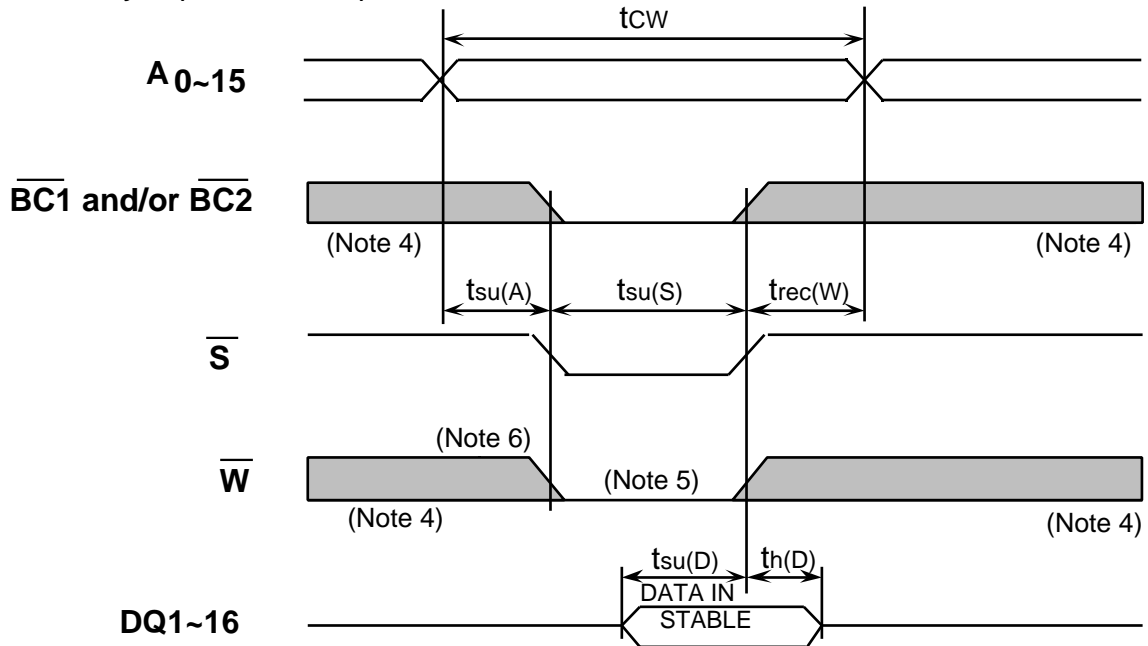 tCW
A 0~15
BC1 and/or BC2
(Note 4)
(Note 4)
tsu(A)
tsu(S)
trec(W)
S
(Note 6)
W
(Note 5)
(Note 4)
(Note 4)
tsu(D)
th(D)
DATA IN
STABLE
DQ1~16